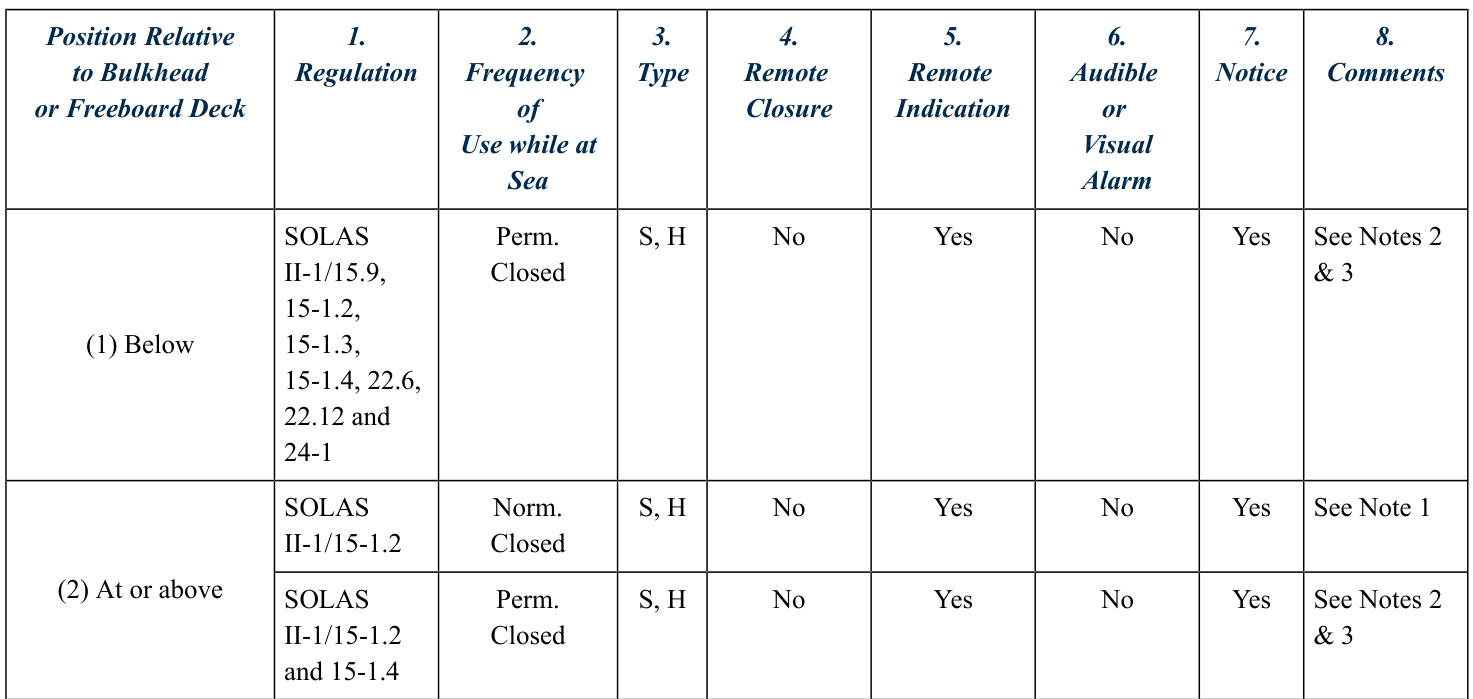 Position Relative
to Bulkhead
or Freeboard Deck
1.
Regulation
2.
Frequency
of
Use while at
Sea
3.
Type
4.
Remote
Closure
5.
Remote
Indication
6.
Audible
or
Visual
Alarm
7.
Notice
8.
Comments
(1) Below
SOLAS
II-1/15.9,
15-1.2,
15-1.3,
15-1.4, 22.6,
22.12 and
24-1
Perm.
Closed
S, H
No
Yes
No
Yes
See Notes 2
& 3
(2) At or above
SOLAS
II-1/15-1.2
Norm.
Closed
S, H
No
Yes
No
Yes
See Note 1
SOLAS
II-1/15-1.2
and 15-1.4
Perm.
Closed
S, H
No
Yes
No
Yes
See Notes 2
& 3